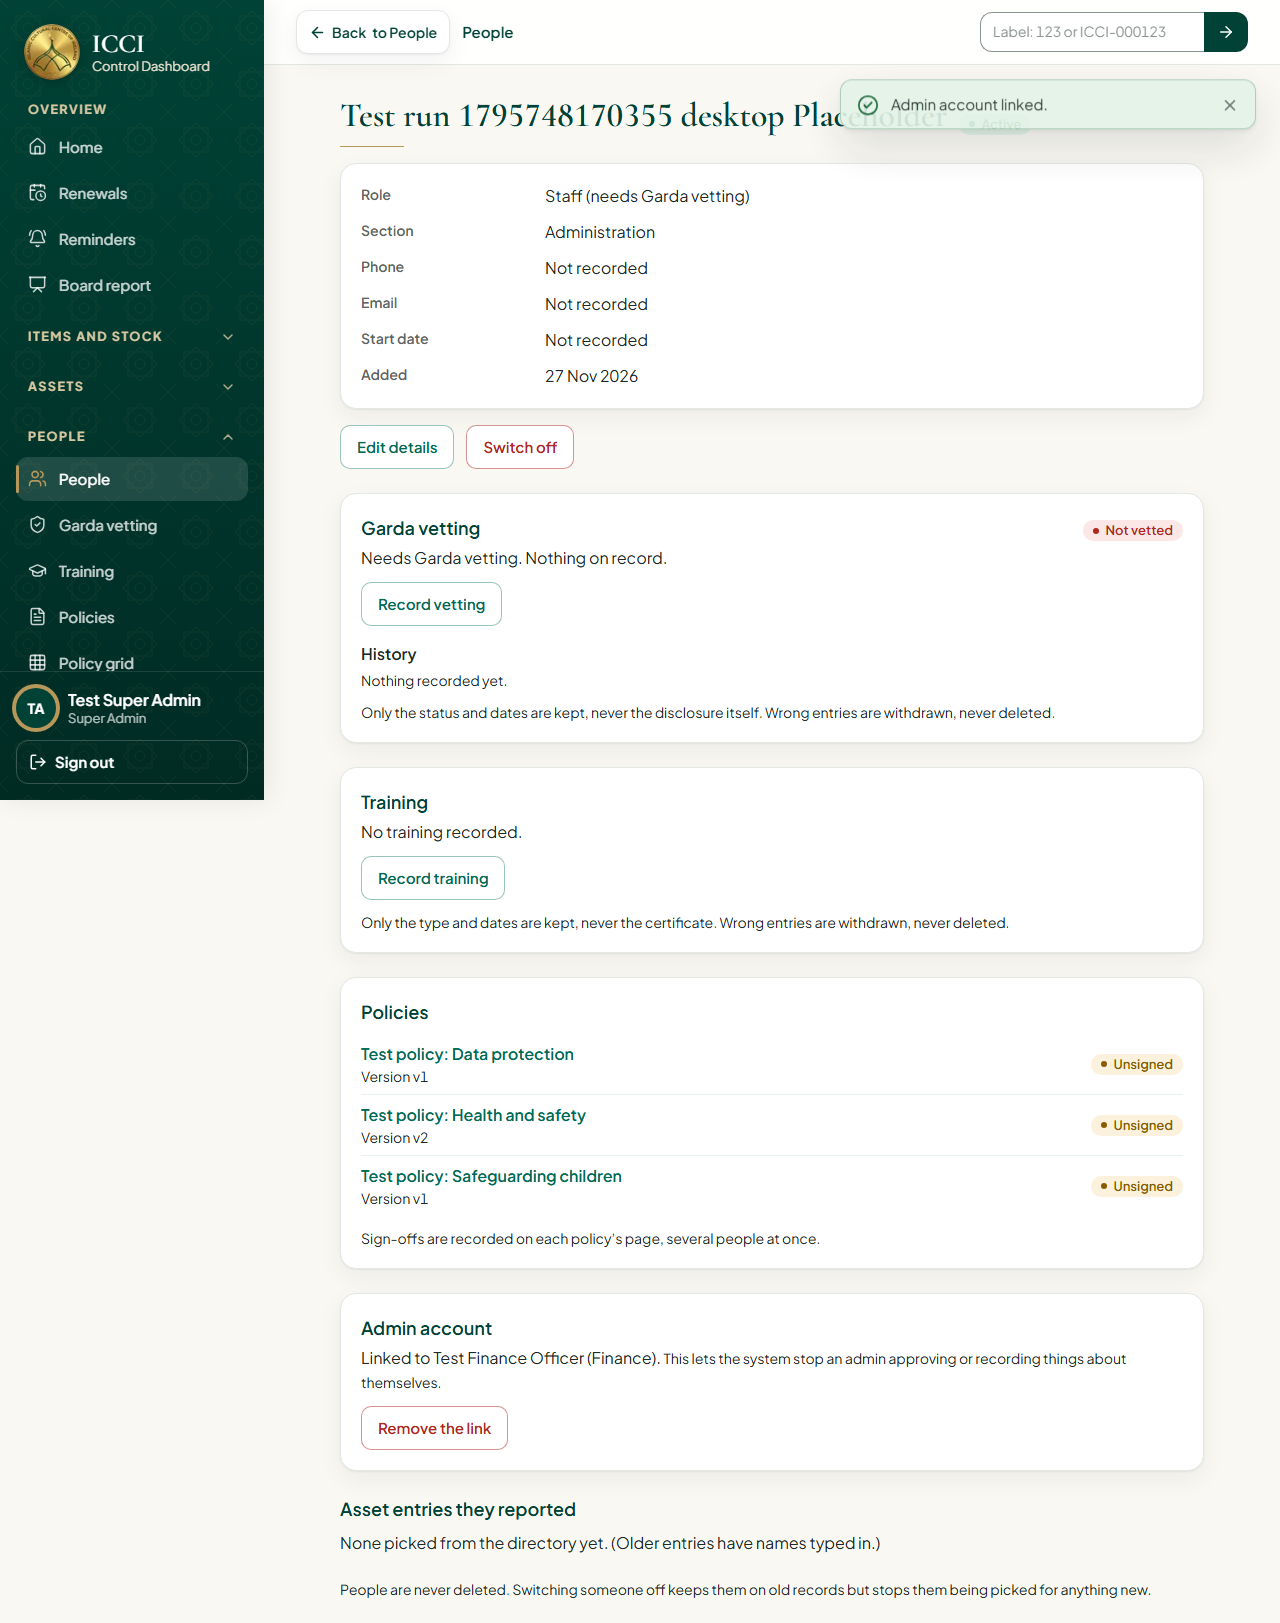 ICCI
Control Dashboard
OVERVIEW
Home
Renewals
Reminders
Board report
ITEMS AND STOCK
ASSETS
PEOPLE
People
Garda vetting
Training
Policies
Policy grid
TA
Test Super Admin
Super Admin
Sign out
Back to People
People
Label: 123 or ICCI-000123
Admin account linked.
Test run 1795748170355 desktop Placeholder
Active
Role
Staff (needs Garda vetting)
Section
Administration
Phone
Not recorded
Email
Not recorded
Start date
Not recorded
Added
27 Nov 2026
Edit details
Switch off
Garda vetting
Not vetted
Needs Garda vetting. Nothing on record.
Record vetting
History
Nothing recorded yet.
Only the status and dates are kept, never the disclosure itself. Wrong entries are withdrawn, never deleted.
Training
No training recorded.
Record training
Only the type and dates are kept, never the certificate. Wrong entries are withdrawn, never deleted.
Policies
Test policy: Data protection
Version v1
Unsigned
Test policy: Health and safety
Version v2
Unsigned
Test policy: Safeguarding children
Version v1
Unsigned
Sign-offs are recorded on each policy's page, several people at once.
Admin account
Linked to Test Finance Officer (Finance). This lets the system stop an admin approving or recording things about
themselves.
Remove the link
Asset entries they reported
None picked from the directory yet. (Older entries have names typed in.)
People are never deleted. Switching someone off keeps them on old records but stops them being picked for anything new.